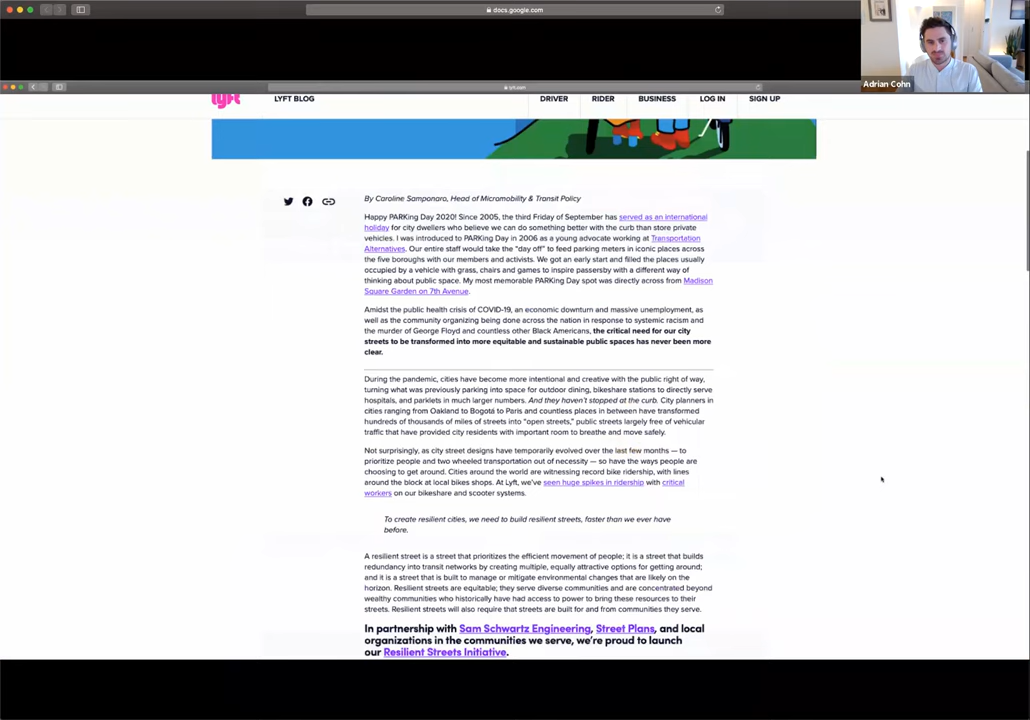 docs.google.com
Adrian Cohn
lyft.com
lyft
LYFT BLOG
DRIVER
RIDER
BUSINESS
LOG IN
SIGN UP
By Caroline Samponaro, Head of Micromobility & Transit Policy
Happy PARKing Day 2020! Since 2005, the third Friday of September has served as an international
holiday for city dwellers who believe we can do something better with the curb than store private
vehicles. I was introduced to PARKing Day in 2006 as a young advocate working at Transportation
Alternatives. Our entire staff would take the "day off" to feed parking meters in iconic places across
the five boroughs with our members and activists. We got an early start and filled the places usually
occupied by a vehicle with grass, chairs and games to inspire passersby with a different way of
thinking about public space. My most memorable PARKing Day spot was directly across from Madison
Square Garden on 7th Avenue.
Amidst the public health crisis of COVID-19, an economic downturn and massive unemployment, as
well as the community organizing being done across the nation in response to systemic racism and
the murder of George Floyd and countless other Black Americans, the critical need for our city
streets to be transformed into more equitable and sustainable public spaces has never been more
clear.
During the pandemic, cities have become more intentional and creative with the public right of way,
turning what was previously parking into space for outdoor dining, bikeshare stations to directly serve
hospitals, and parklets in much larger numbers. And they haven't stopped at the curb. City planners in
cities ranging from Oakland to Bogotá to Paris and countless places in between have transformed
hundreds of thousands of miles of streets into "open streets," public streets largely free of vehicular
traffic that have provided city residents with important room to breathe and move safely.
Not surprisingly, as city street designs have temporarily evolved over the last few months — to
prioritize people and two wheeled transportation out of necessity — so have the ways people are
choosing to get around. Cities around the world are witnessing record bike ridership, with lines
around the block at local bikes shops. At Lyft, we've seen huge spikes in ridership with critical
workers on our bikeshare and scooter systems.
To create resilient cities, we need to build resilient streets, faster than we ever have
before.
A resilient street is a street that prioritizes the efficient movement of people; it is a street that builds
redundancy into transit networks by creating multiple, equally attractive options for getting around;
and it is a street that is built to manage or mitigate environmental changes that are likely on the
horizon. Resilient streets are equitable; they serve diverse communities and are concentrated beyond
wealthy communities who historically have had access to power to bring these resources to their
streets. Resilient streets will also require that streets are built for and from communities they serve.
In partnership with Sam Schwartz Engineering, Street Plans, and local
organizations in the communities we serve, we're proud to launch
our Resilient Streets Initiative.